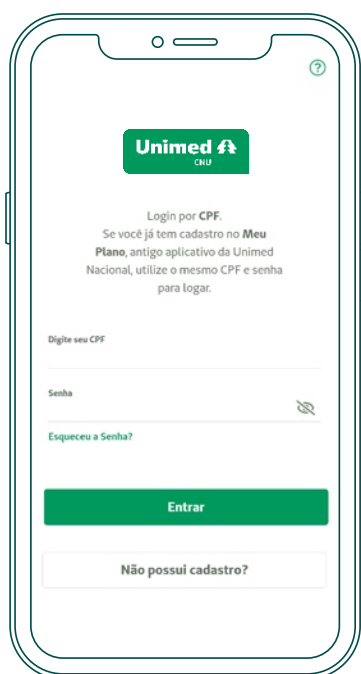 ?
Unimed
CNU
Login por CPF.
Se você já tem cadastro no Meu
Plano, antigo aplicativo da Unimed
Nacional, utilize o mesmo CPF e senha
para logar.
Digite seu CPF
Senha
Esqueceu a Senha?
Entrar
Não possui cadastro?